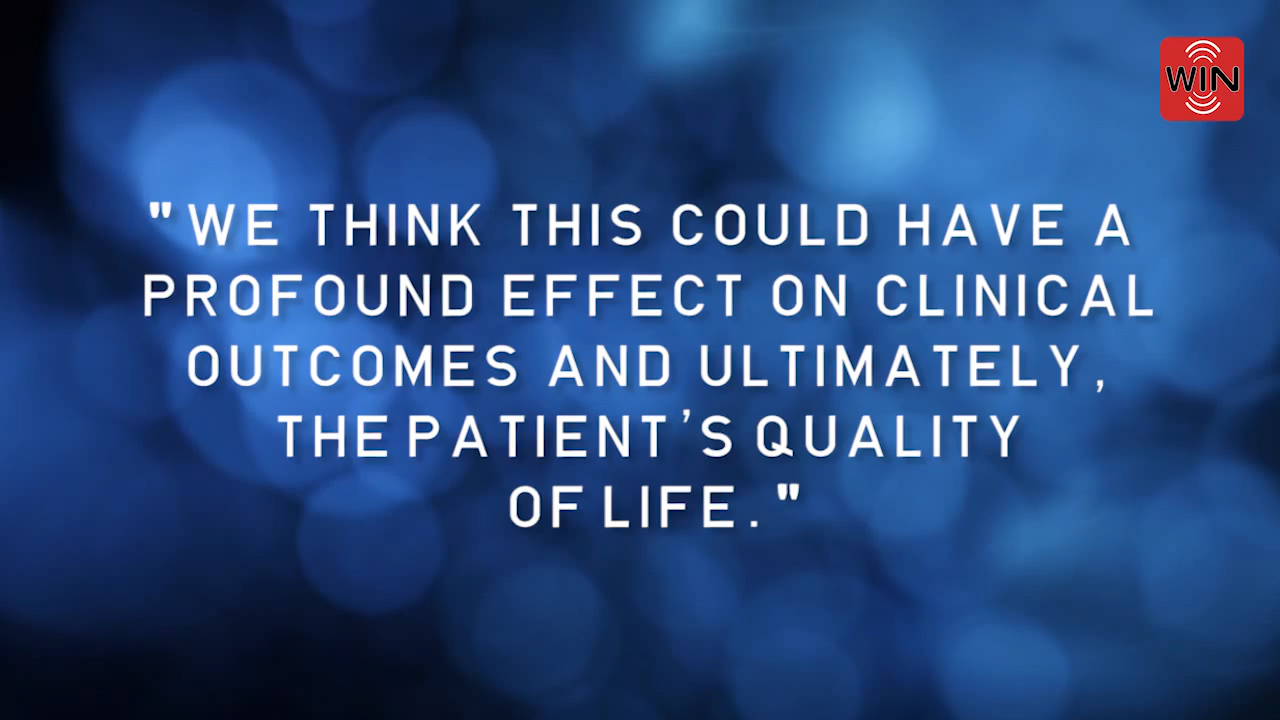 WIN
"WE THINK THIS COULD HAVE A
PROFOUND EFFECT ON CLINICAL
OUTCOMES AND ULTIMATELY,
THE PATIENT'S QUALITY
OF LIFE."